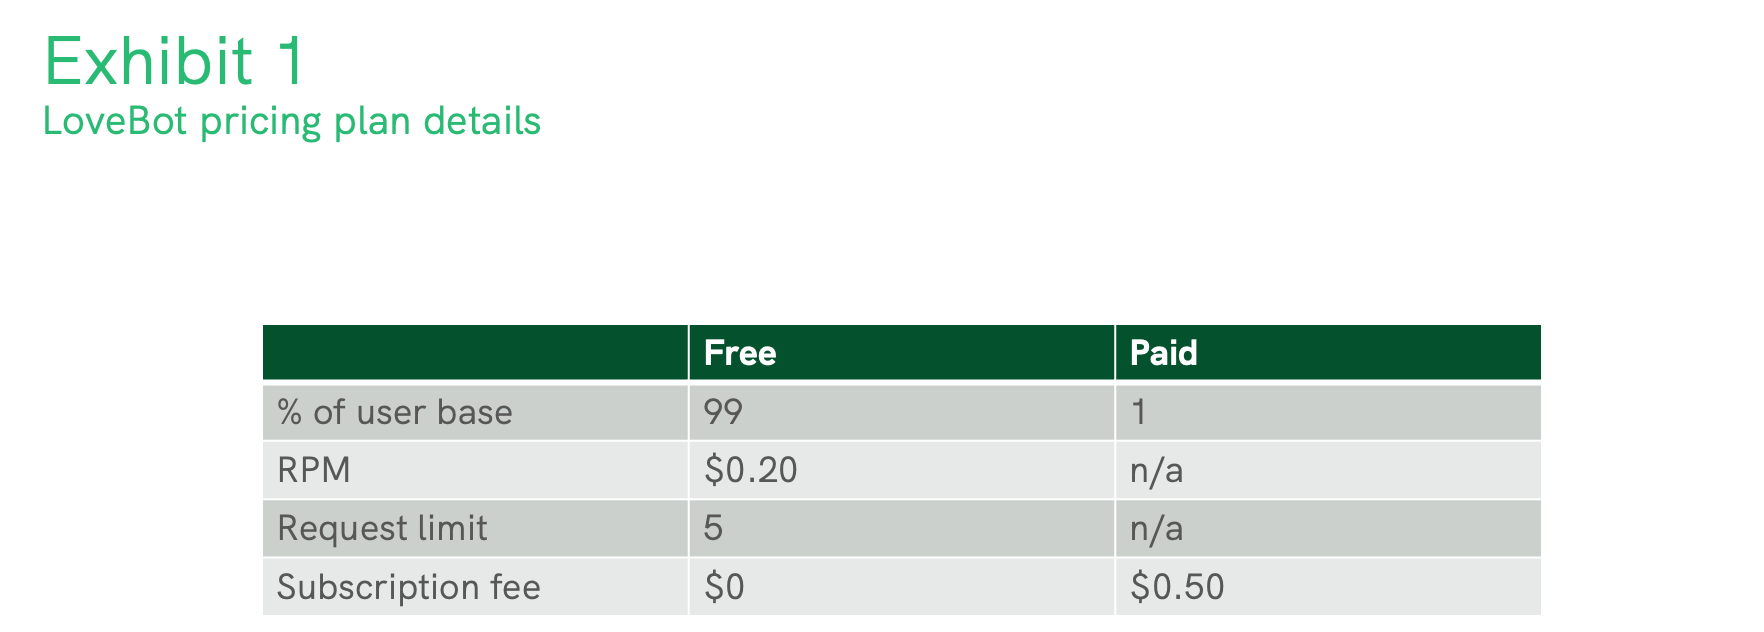 Exhibit 1
LoveBot pricing plan details
Free Paid
% of user base 99 1
RPM $0.20 n/a
Request limit 5 n/a
Subscription fee $0 $0.50